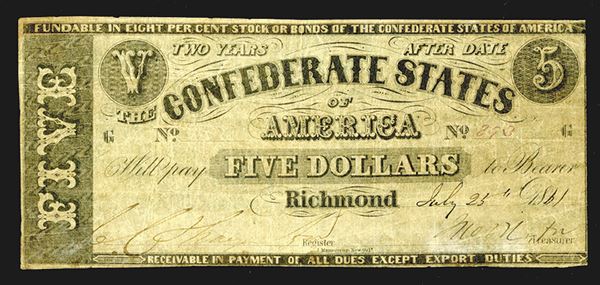 FUNDABLE IN EIGHT PER CENT STOCK OR BONDS OF THE CONFEDERATE STATES OF AMERICA
FIVE
V
TWO YEARS AFTER DATE
5
THE CONFEDERATE STATES
OF
AMERICA
G No No 893 G
Will pay FIVE DOLLARS to Bearer
Richmond July 25th 1861
Register Treasurer
RECEIVABLE IN PAYMENT OF ALL DUES EXCEPT EXPORT DUTIES